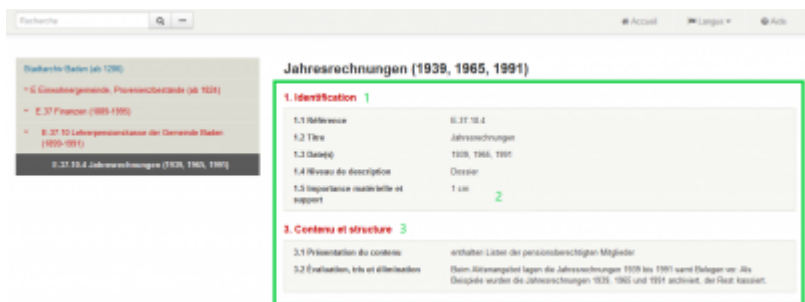 Recherche
Accueil
Langue
Aide
Stadtarchiv Baden (ab 1286)
E Einwohnergemeinde, Provenienzbestände (ab 1831)
E.37 Finanzen (1885-1995)
E.37.10 Lehrerpensionskasse der Gemeinde Baden
(1899-1991)
E.37.10.4 Jahresrechnungen (1939, 1965, 1991)
Jahresrechnungen (1939, 1965, 1991)
1. Identification 1
1.1 Référence E.37.10.4
1.2 Titre Jahresrechnungen
1.3 Date(s) 1939, 1965, 1991
1.4 Niveau de description Dossier
1.5 Importance matérielle et
support 1 cm
2
3. Contenu et structure 3
3.1 Présentation du contenu enthalten Listen der pensionsberechtigten Mitglieder
3.2 Évaluation, tris et élimination Beim Aktenangebot lagen die Jahresrechnungen 1939 bis 1991 samt Belegen vor. Als
Beispiele wurden die Jahresrechnungen 1939, 1965 und 1991 archiviert, der Rest kassiert.